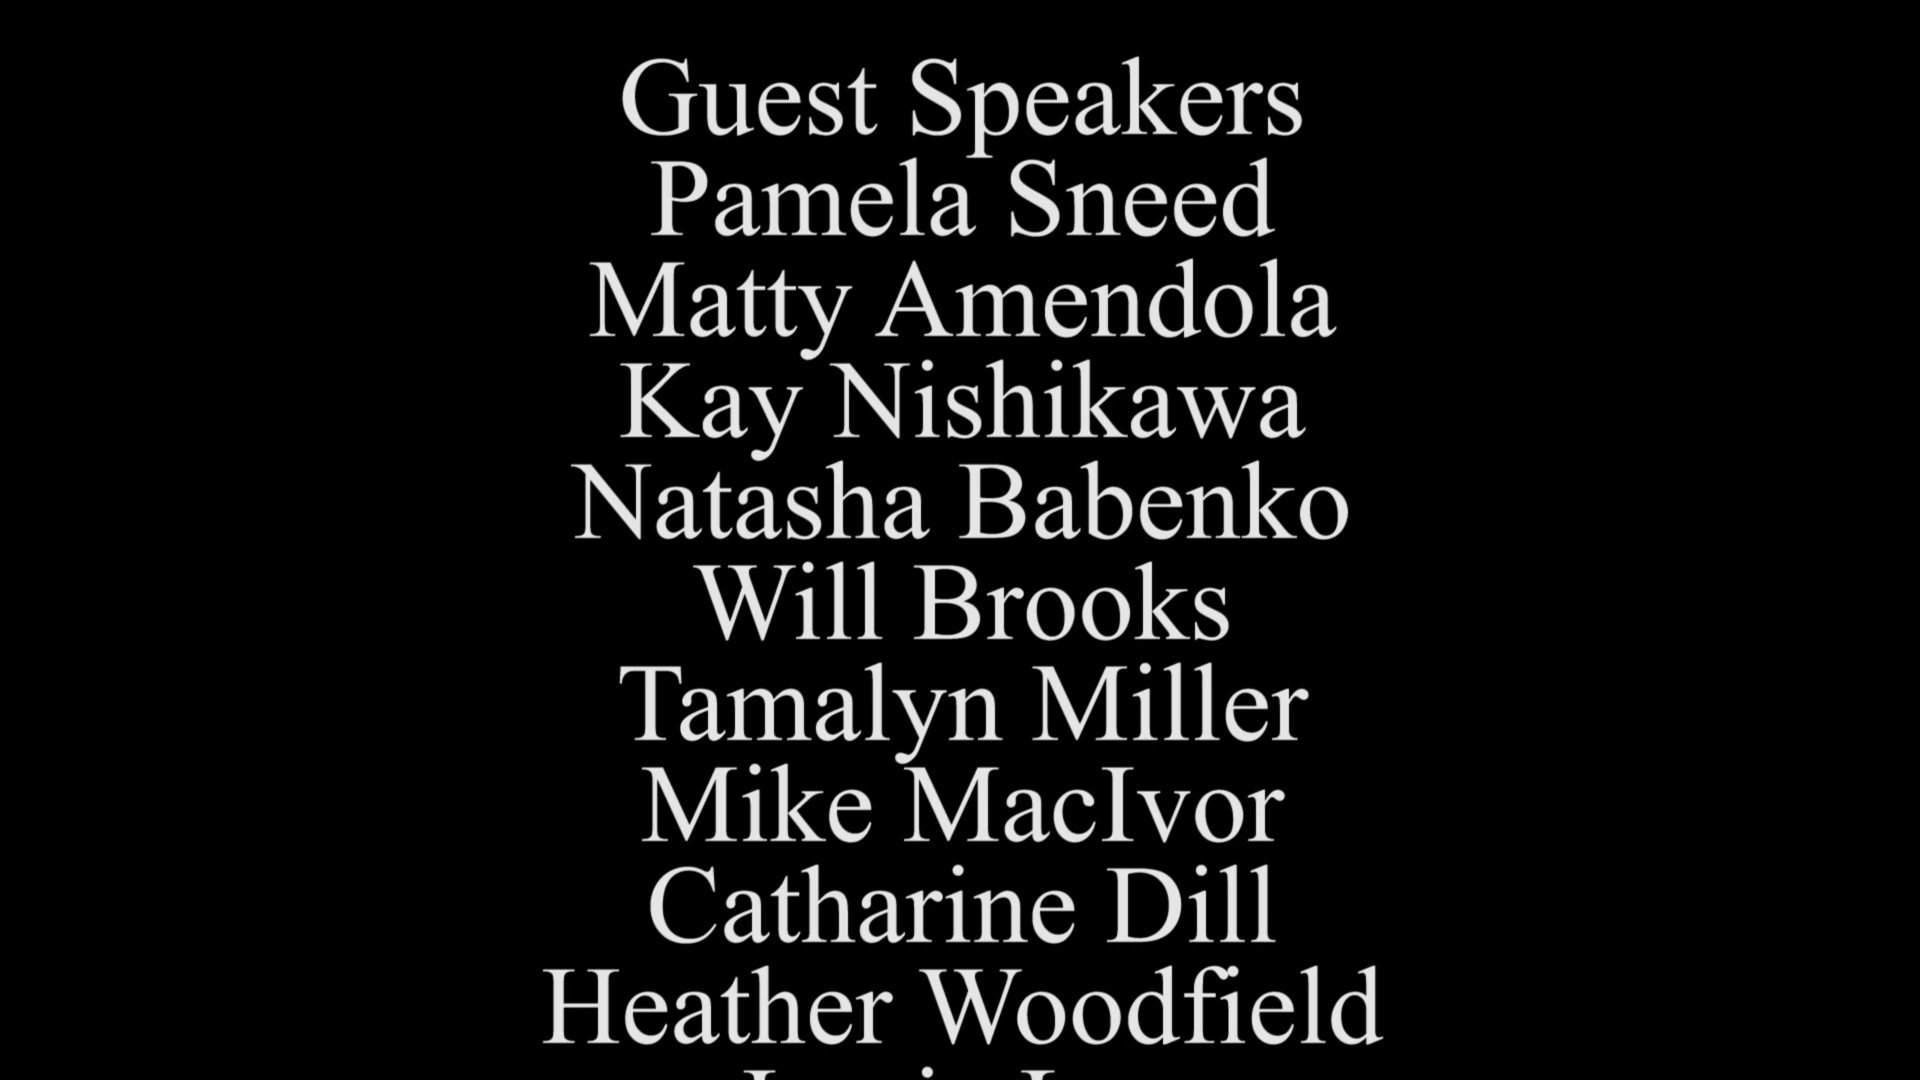 Guest Speakers
Pamela Sneed
Matty Amendola
Kay Nishikawa
Natasha Babenko
Will Brooks
Tamalyn Miller
Mike MacIvor
Catharine Dill
Heather Woodfield